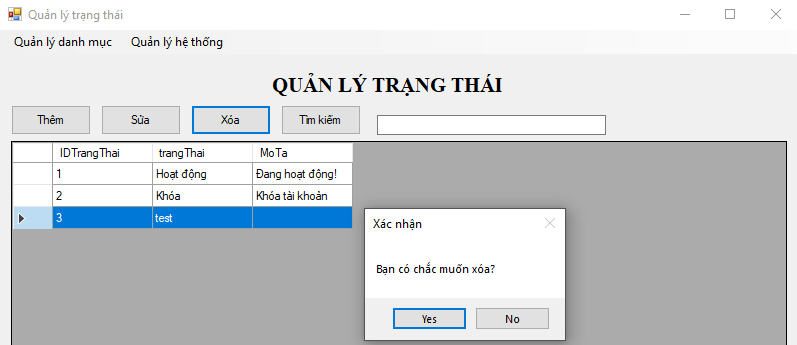 Quản lý trạng thái
Quản lý danh mục Quản lý hệ thống
QUẢN LÝ TRẠNG THÁI
Thêm Sửa Xóa Tìm kiếm
IDTrangThai trangThai MoTa
1 Hoạt động Đang hoạt động!
2 Khóa Khóa tài khoản
3 test
Xác nhận
Bạn có chắc muốn xóa?
Yes No